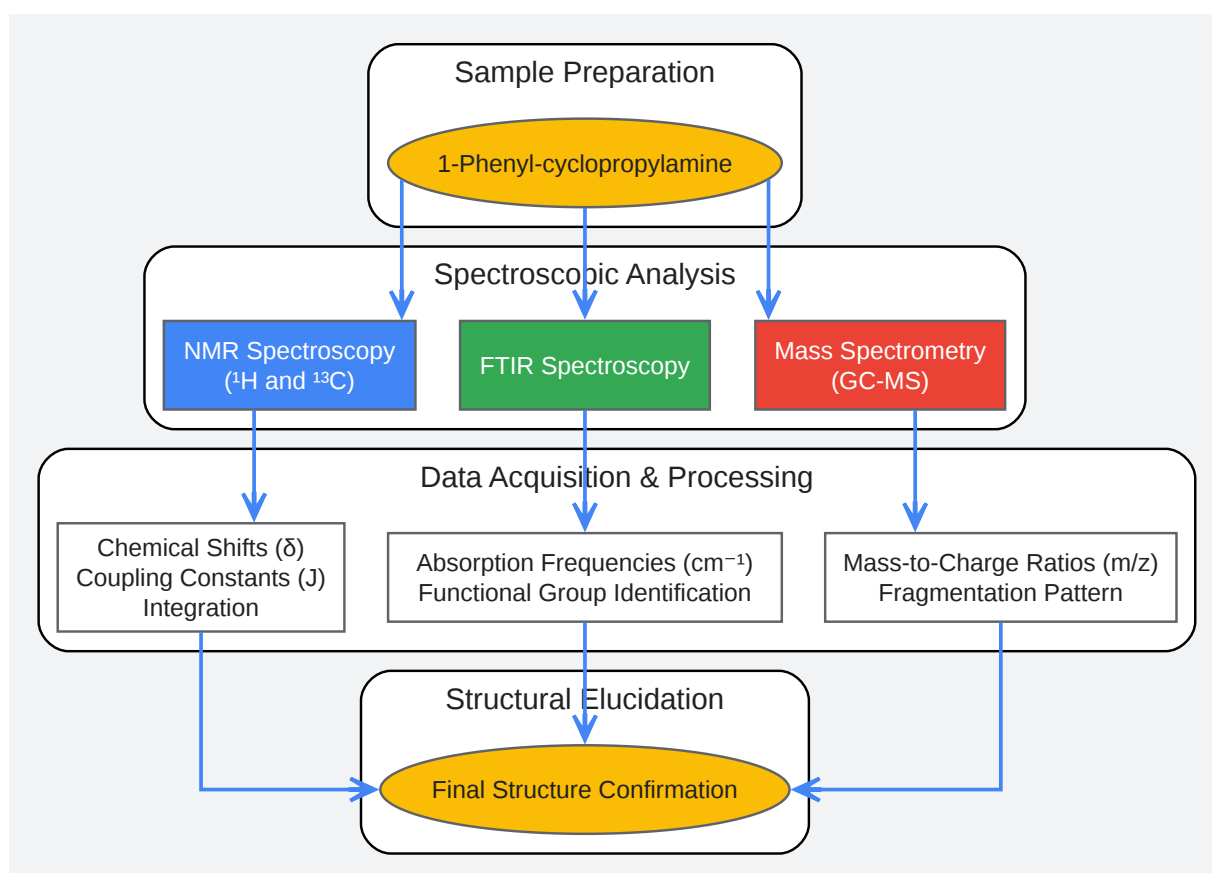 Sample Preparation
1-Phenyl-cyclopropylamine
Spectroscopic Analysis
NMR Spectroscopy
(¹H and ¹³C)
FTIR Spectroscopy
Mass Spectrometry
(GC-MS)
Data Acquisition & Processing
Chemical Shifts (δ)
Coupling Constants (J)
Integration
Absorption Frequencies (cm⁻¹)
Functional Group Identification
Mass-to-Charge Ratios (m/z)
Fragmentation Pattern
Structural Elucidation
Final Structure Confirmation